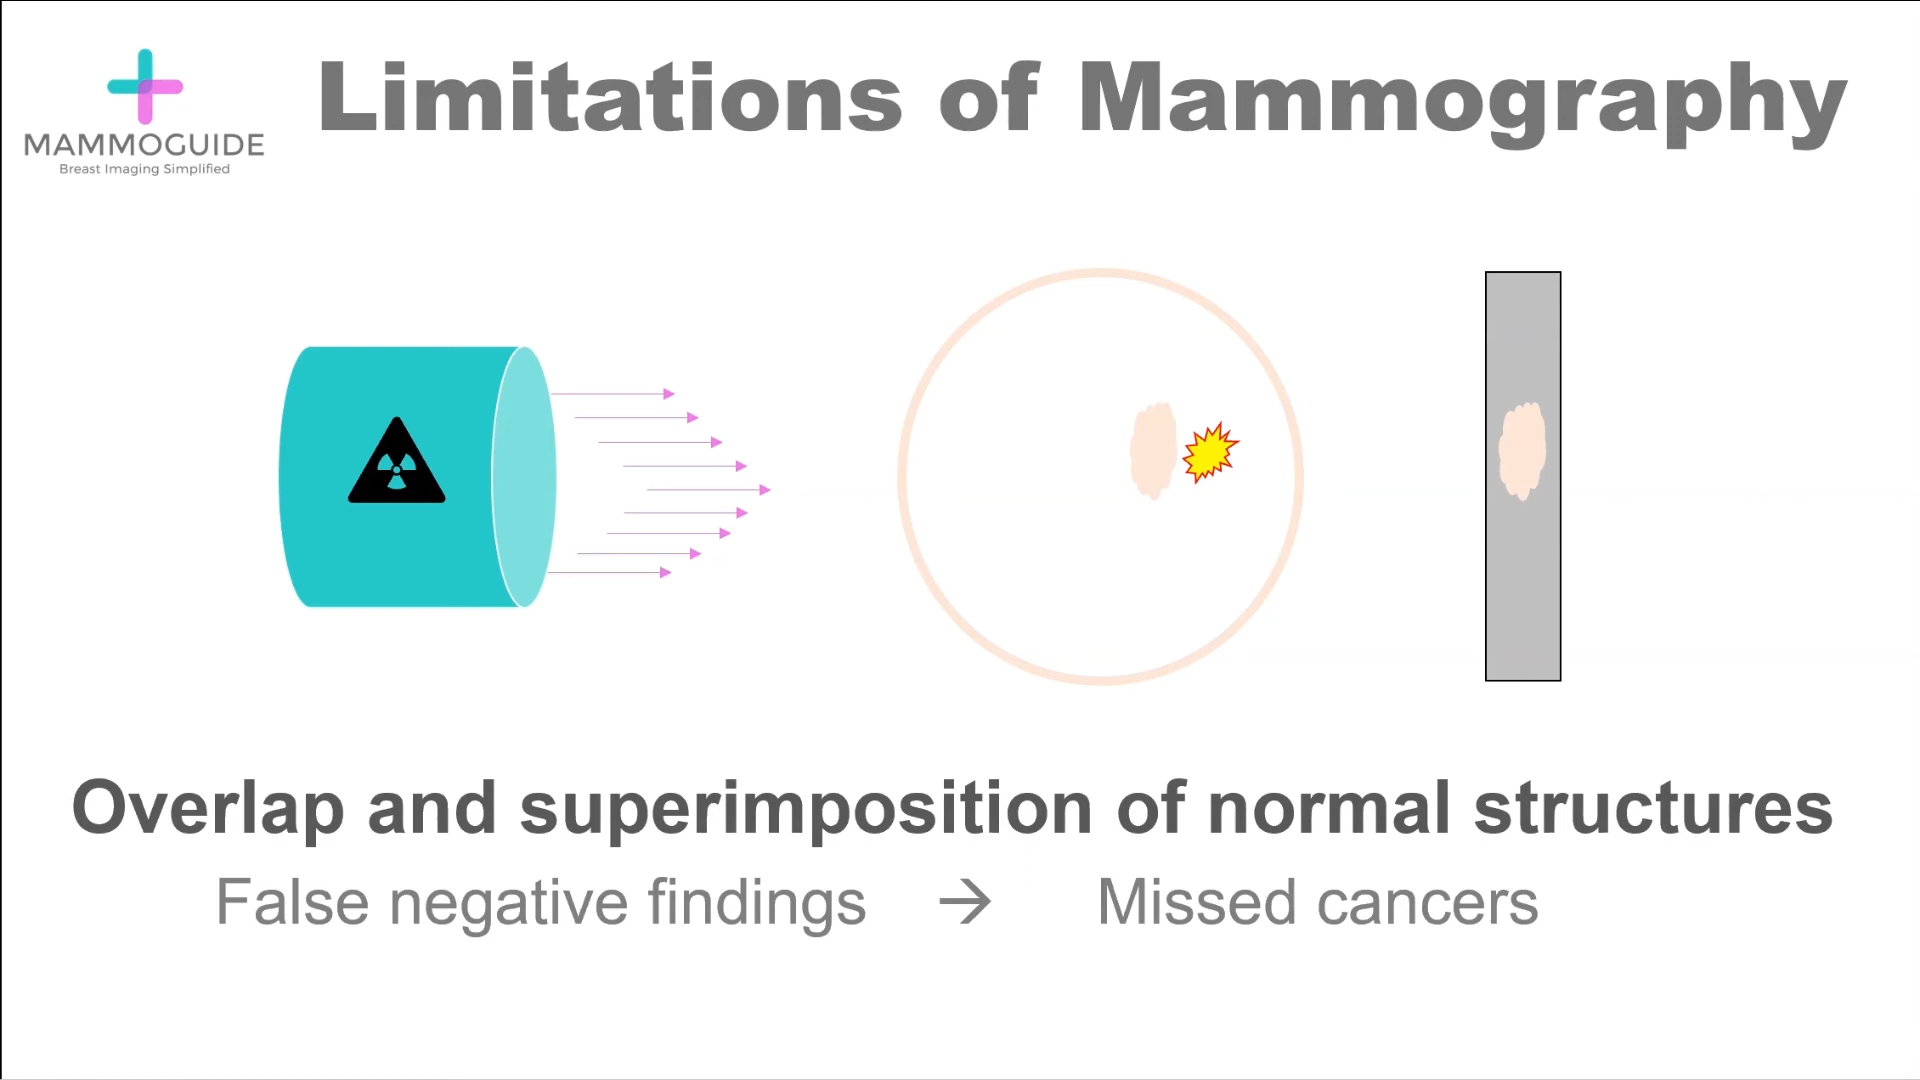 Limitations of Mammography
MAMMOGUIDE
Breast Imaging Simplified
Overlap and superimposition of normal structures
False negative findings → Missed cancers